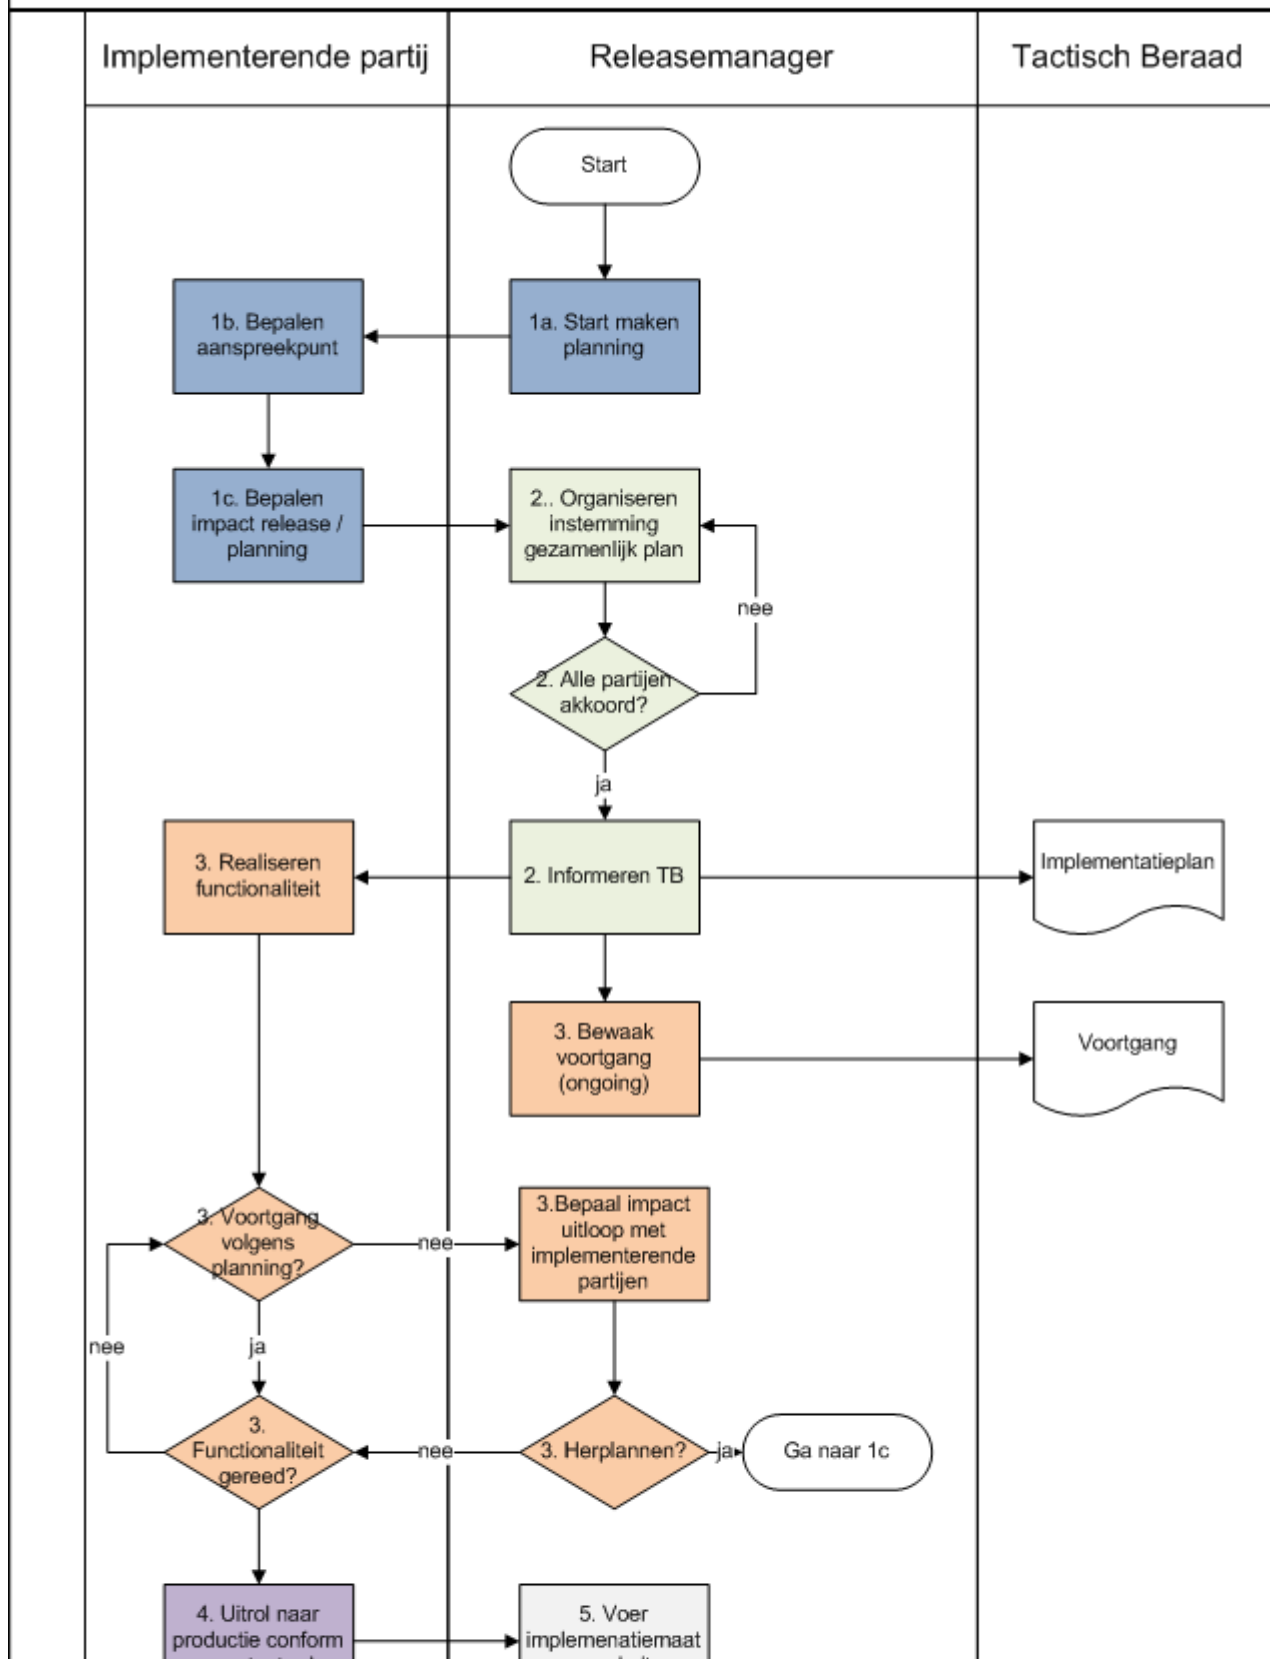 Implementerende partij
Releasemanager
Tactisch Beraad
Start
1b. Bepalen
aanspreekpunt
1a. Start maken
planning
1c. Bepalen
impact release /
planning
2.. Organiseren
instemming
gezamenlijk plan
nee
2. Alle partijen
akkoord?
ja
3. Realiseren
functionaliteit
2. Informeren TB
Implementatieplan
3. Bewaak
voortgang
(ongoing)
Voortgang
3. Voortgang
volgens
planning?
nee
3.Bepaal impact
uitloop met
implementerende
partijen
nee
ja
3.
Functionaliteit
gereed?
nee
3. Herplannen?
ja
Ga naar 1c
4. Uitrol naar
productie conform
5. Voer
implemenatiemaat